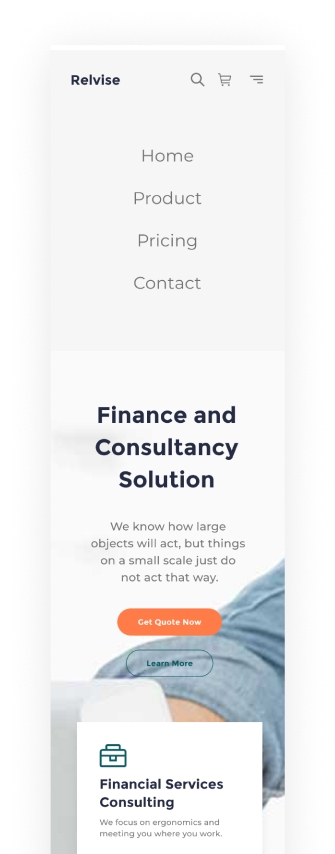 Relvise
Home
Product
Pricing
Contact
Finance and
Consultancy
Solution
We know how large
objects will act, but things
on a small scale just do
not act that way.
Get Quote Now
Learn More
Financial Services
Consulting
We focus on ergonomics and
meeting you where you work.